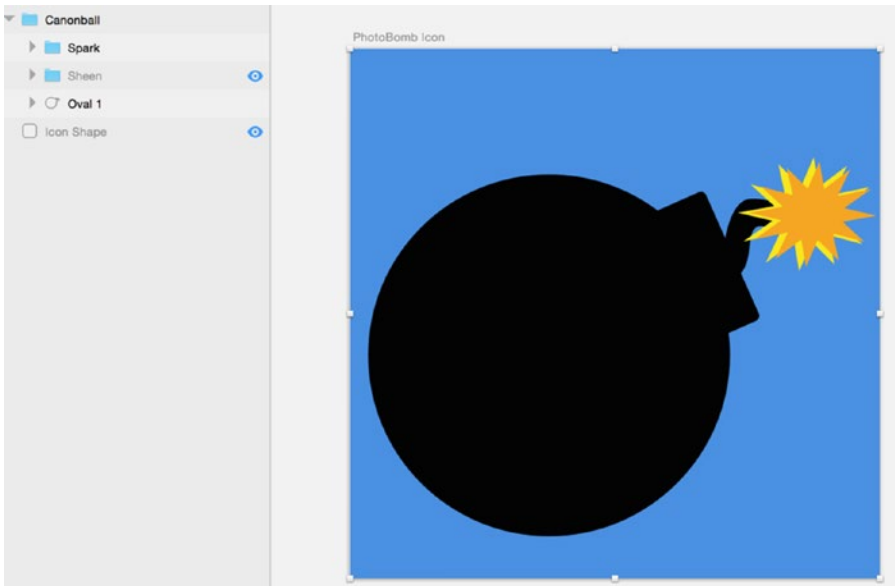 Canonball
Spark
Sheen
Oval 1
Icon Shape
PhotoBomb Icon